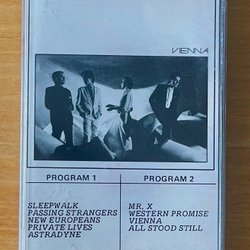 VIENNA
PROGRAM 1
SLEEPWALK
PASSING STRANGERS
NEW EUROPEANS
PRIVATE LIVES
ASTRADYNE
PROGRAM 2
MR. X
WESTERN PROMISE
VIENNA
ALL STOOD STILL